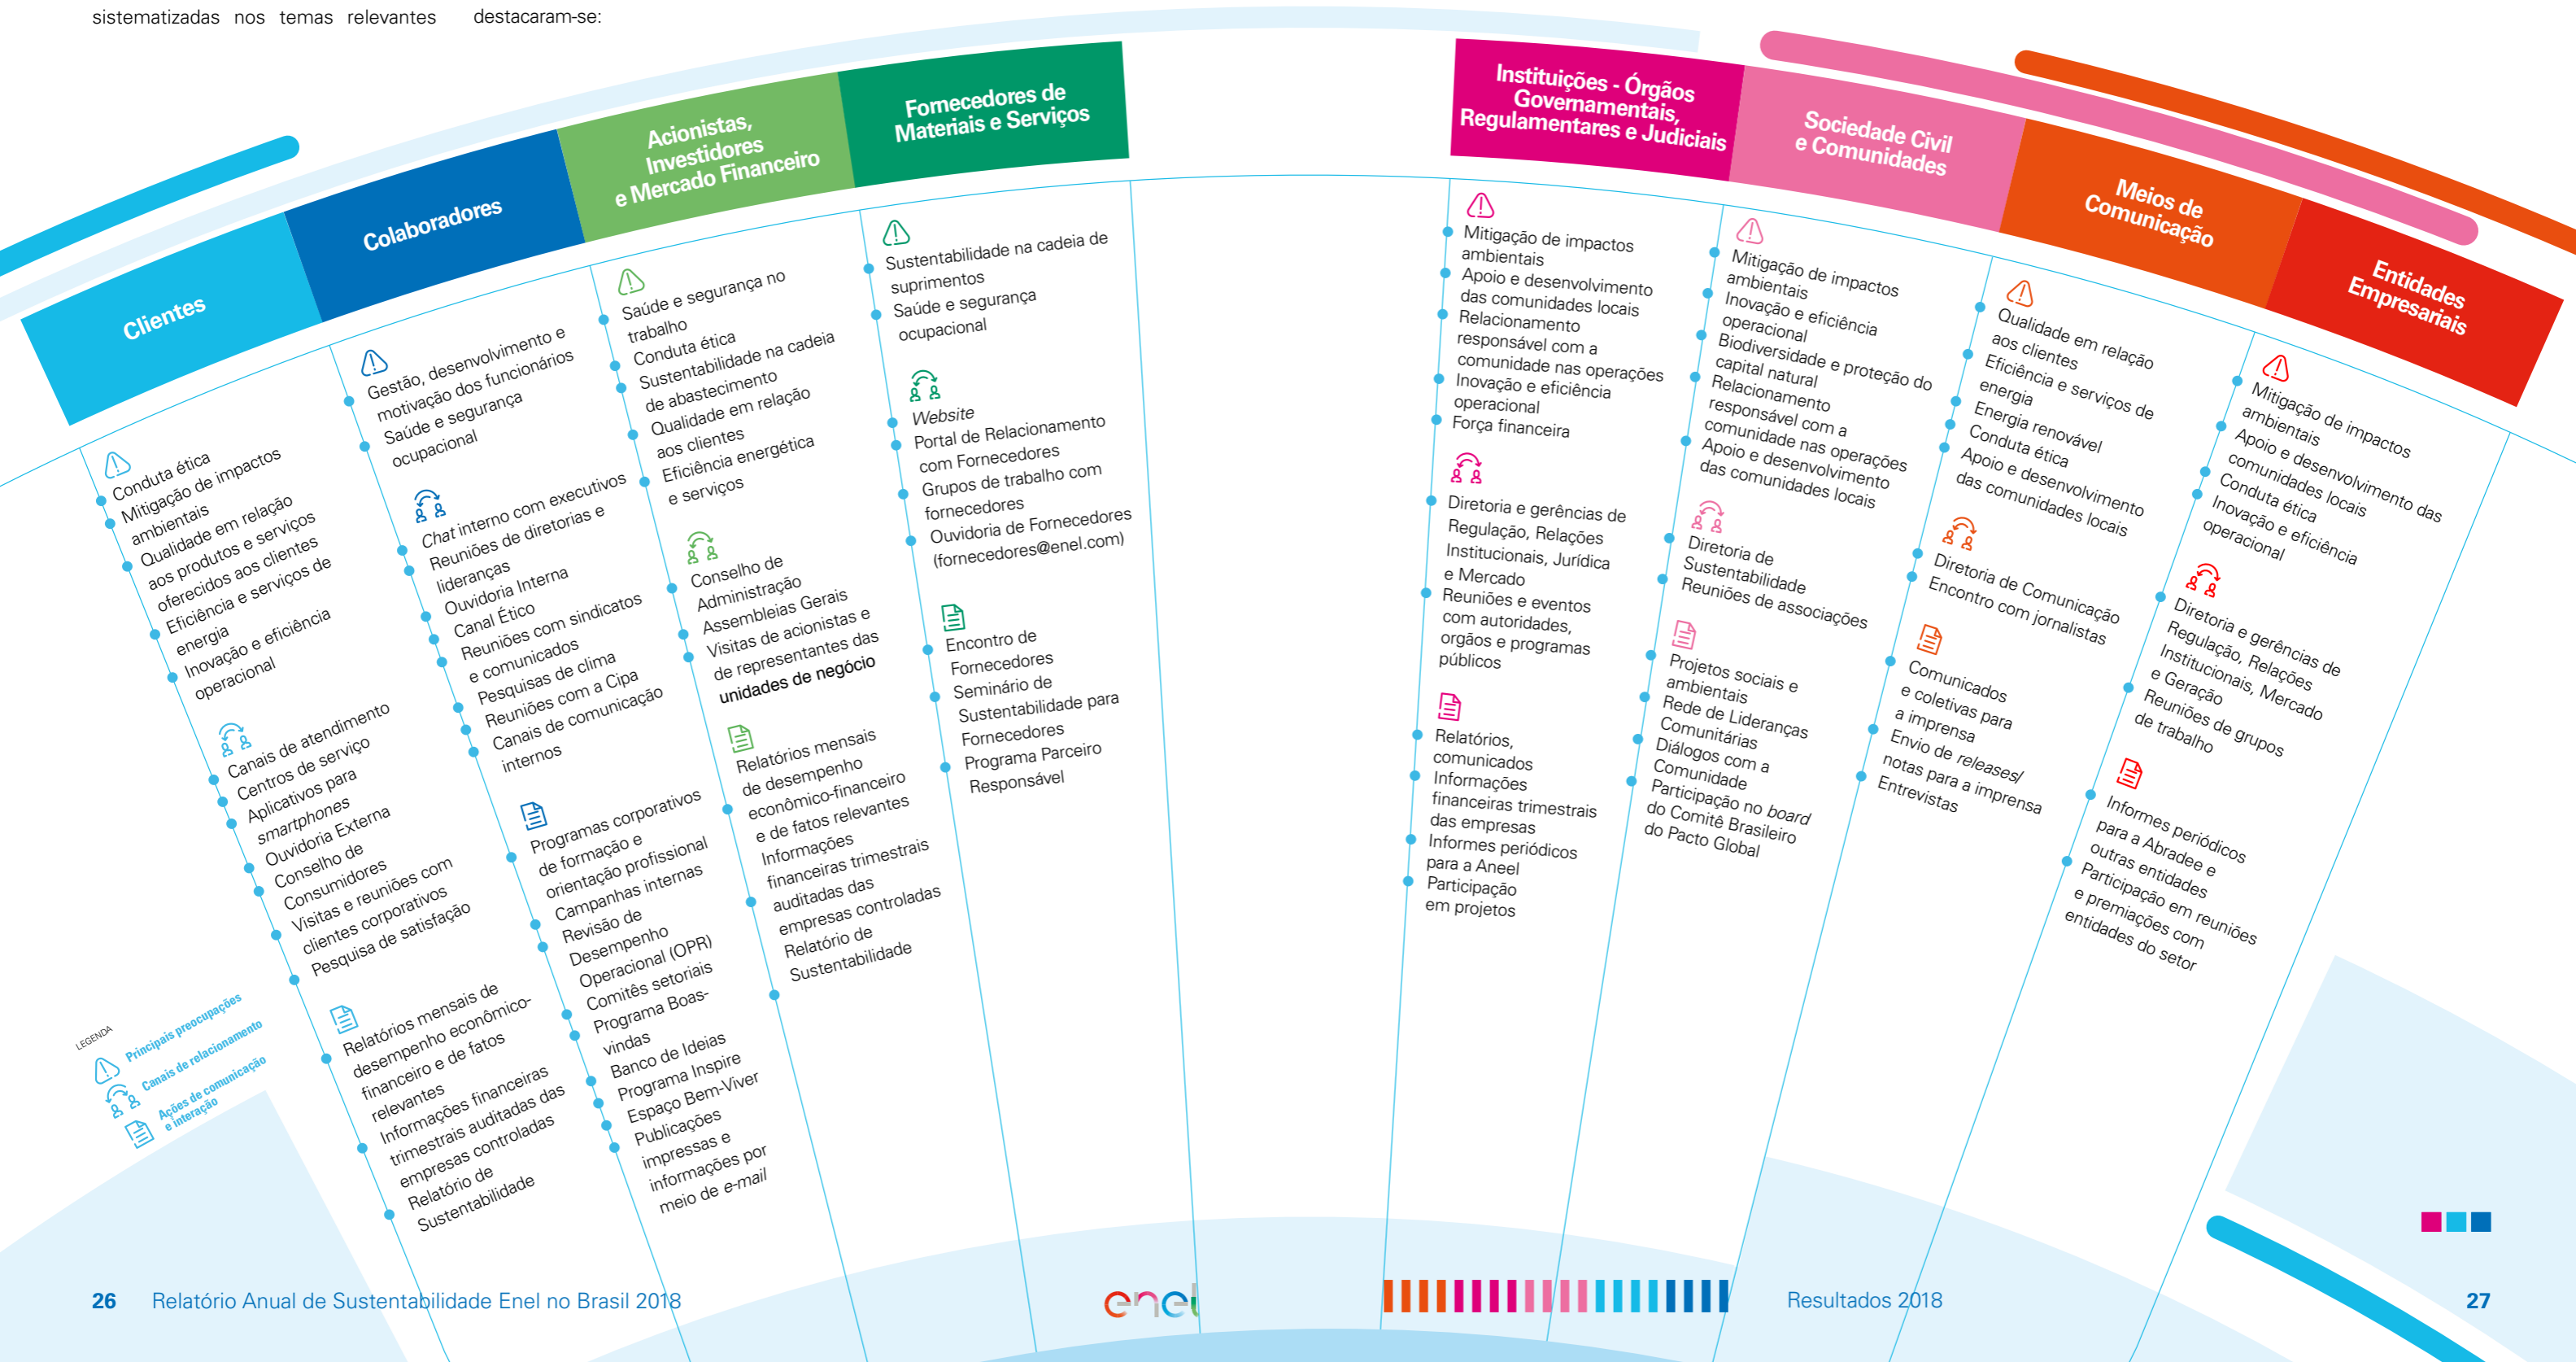 sistematizadas nos temas relevantes
destacaram-se:
Clientes
Conduta ética
Mitigação de impactos
ambientais
Qualidade em relação
aos produtos e serviços
oferecidos aos clientes
Eficiência e serviços de
energia
Inovação e eficiência
operacional
Canais de atendimento
Centros de serviço
Aplicativos para
smartphones
Ouvidoria Externa
Conselho de
Consumidores
Visitas e reuniões com
clientes corporativos
Pesquisa de satisfação
Relatórios mensais de
desempenho econômico-
financeiro e de fatos
relevantes
Informações financeiras
trimestrais auditadas das
empresas controladas
Relatório de
Sustentabilidade
Colaboradores
Gestão, desenvolvimento e
motivação dos funcionários
Saúde e segurança
ocupacional
Chat interno com executivos
Reuniões de diretorias e
lideranças
Ouvidoria Interna
Canal Ético
Reuniões com sindicatos
e comunicados
Pesquisas de clima
Reuniões com a Cipa
Canais de comunicação
internos
Programas corporativos
de formação e
orientação profissional
Campanhas internas
Revisão de
Desempenho
Operacional (OPR)
Comitês setoriais
Programa Boas-
vindas
Banco de Ideias
Programa Inspire
Espaço Bem-Viver
Publicações
impressas e
informações por
meio de e-mail
Acionistas,
Investidores
e Mercado Financeiro
Saúde e segurança no
trabalho
Conduta ética
Sustentabilidade na cadeia
de abastecimento
Qualidade em relação
aos clientes
Eficiência energética
e serviços
Conselho de
Administração
Assembleias Gerais
Visitas de acionistas e
de representantes das
unidades de negócio
Relatórios mensais
de desempenho
econômico-financeiro
e de fatos relevantes
Informações
financeiras trimestrais
auditadas das
empresas controladas
Relatório de
Sustentabilidade
Fornecedores de
Materiais e Serviços
Sustentabilidade na cadeia de
suprimentos
Saúde e segurança
ocupacional
Website
Portal de Relacionamento
com Fornecedores
Grupos de trabalho com
fornecedores
Ouvidoria de Fornecedores
(fornecedores@enel.com)
Encontro de
Fornecedores
Seminário de
Sustentabilidade para
Fornecedores
Programa Parceiro
Responsável
Instituições - Órgãos
Governamentais,
Regulamentares e Judiciais
Mitigação de impactos
ambientais
Apoio e desenvolvimento
das comunidades locais
Relacionamento
responsável com a
comunidade nas operações
Inovação e eficiência
operacional
Força financeira
Diretoria e gerências de
Regulação, Relações
Institucionais, Jurídica
e Mercado
Reuniões e eventos
com autoridades,
orgãos e programas
públicos
Relatórios,
comunicados
Informações
financeiras trimestrais
das empresas
Informes periódicos
para a Aneel
Participação
em projetos
Sociedade Civil
e Comunidades
Mitigação de impactos
ambientais
Inovação e eficiência
operacional
Biodiversidade e proteção do
capital natural
Relacionamento
responsável com a
comunidade nas operações
Apoio e desenvolvimento
das comunidades locais
Diretoria de
Sustentabilidade
Reuniões de associações
Projetos sociais e
ambientais
Rede de Lideranças
Comunitárias
Diálogos com a
Comunidade
Participação no board
do Comitê Brasileiro
do Pacto Global
Meios de
Comunicação
Qualidade em relação
aos clientes
Eficiência e serviços de
energia
Energia renovável
Conduta ética
Apoio e desenvolvimento
das comunidades locais
Diretoria de Comunicação
Encontro com jornalistas
Comunicados
e coletivas para
a imprensa
Envio de releases/
notas para a imprensa
Entrevistas
Entidades
Empresariais
Mitigação de impactos
ambientais
Apoio e desenvolvimento das
comunidades locais
Conduta ética
Inovação e eficiência
operacional
Diretoria e gerências de
Regulação, Relações
Institucionais, Mercado
e Geração
Reuniões de grupos
de trabalho
Informes periódicos
para a Abradee e
outras entidades
Participação em reuniões
e premiações com
entidades do setor
LEGENDA
Principais preocupações
Canais de relacionamento
Ações de comunicação
e interação
26 Relatório Anual de Sustentabilidade Enel no Brasil 2018
enel
Resultados 2018
27